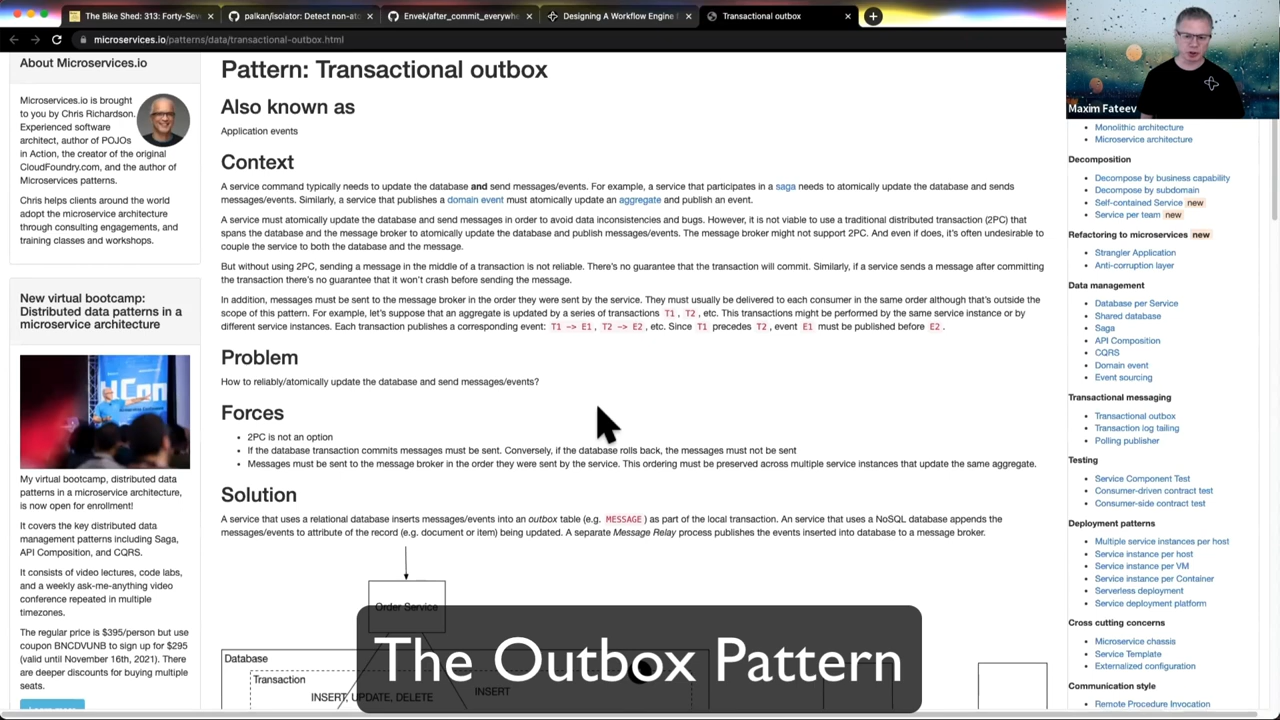 The Bike Shed: 313: Forty-Sev
palkan/isolator: Detect non-ato
Envek/after_commit_everywhe
Designing A Workflow Engine
Transactional outbox
microservices.io/patterns/data/transactional-outbox.html
Maxim Fateev
About Microservices.io
Microservices.io is brought
to you by Chris Richardson.
Experienced software
architect, author of POJOs
in Action, the creator of the original
CloudFoundry.com, and the author of
Microservices patterns.
Chris helps clients around the world
adopt the microservice architecture
through consulting engagements,
and training classes and workshops.
New virtual bootcamp:
Distributed data patterns in a
microservice architecture
My virtual bootcamp, distributed data
patterns in a microservice architecture,
is now open for enrollment!
It covers the key distributed data
management patterns including Saga,
API Composition, and CQRS.
It consists of video lectures, code labs,
and a weekly ask-me-anything video
conference repeated in multiple
timezones.
The regular price is $395/person but use
coupon BNCDVUNB to sign up for $295
(valid until November 16th, 2021). There
are deeper discounts for buying multiple
seats.
Pattern: Transactional outbox
Also known as
Application events
Context
A service command typically needs to update the database and send messages/events. For example, a service that participates in a saga needs to atomically update the database and sends
messages/events. Similarly, a service that publishes a domain event must atomically update an aggregate and publish an event.
A service must atomically update the database and send messages in order to avoid data inconsistencies and bugs. However, it is not viable to use a traditional distributed transaction (2PC) that
spans the database and the message broker to atomically update the database and publish messages/events. The message broker might not support 2PC. And even if does, it's often undesirable to
couple the service to both the database and the message.
But without using 2PC, sending a message in the middle of a transaction is not reliable. There's no guarantee that the transaction will commit. Similarly, if a service sends a message after committing
the transaction there's no guarantee that it won't crash before sending the message.
In addition, messages must be sent to the message broker in the order they were sent by the service. They must usually be delivered to each consumer in the same order although that's outside the
scope of this pattern. For example, let's suppose that an aggregate is updated by a series of transactions T1, T2, etc. This transactions might be performed by the same service instance or by
different service instances. Each transaction publishes a corresponding event: T1 -> E1, T2 -> E2, etc. Since T1 precedes T2, event E1 must be published before E2.
Problem
How to reliably/atomically update the database and send messages/events?
Forces
• 2PC is not an option
• If the database transaction commits messages must be sent. Conversely, if the database rolls back, the messages must not be sent
• Messages must be sent to the message broker in the order they were sent by the service. This ordering must be preserved across multiple service instances that update the same aggregate.
Solution
A service that uses a relational database inserts messages/events into an outbox table (e.g. MESSAGE) as part of the local transaction. An service that uses a NoSQL database appends the
messages/events to attribute of the record (e.g. document or item) being updated. A separate Message Relay process publishes the events inserted into database to a message broker.
Order Service
Database
Transaction
INSERT, UPDATE, DELETE
INSERT
The Outbox Pattern
• Monolithic architecture
• Microservice architecture
Decomposition
• Decompose by business capability
• Decompose by subdomain
• Self-contained Service new
• Service per team new
Refactoring to microservices new
• Strangler Application
• Anti-corruption layer
Data management
• Database per Service
• Shared database
• Saga
• API Composition
• CQRS
• Domain event
• Event sourcing
Transactional messaging
• Transactional outbox
• Transaction log tailing
• Polling publisher
Testing
• Service Component Test
• Consumer-driven contract test
• Consumer-side contract test
Deployment patterns
• Multiple service instances per host
• Service instance per host
• Service instance per VM
• Service instance per Container
• Serverless deployment
• Service deployment platform
Cross cutting concerns
• Microservice chassis
• Service Template
• Externalized configuration
Communication style
• Remote Procedure Invocation